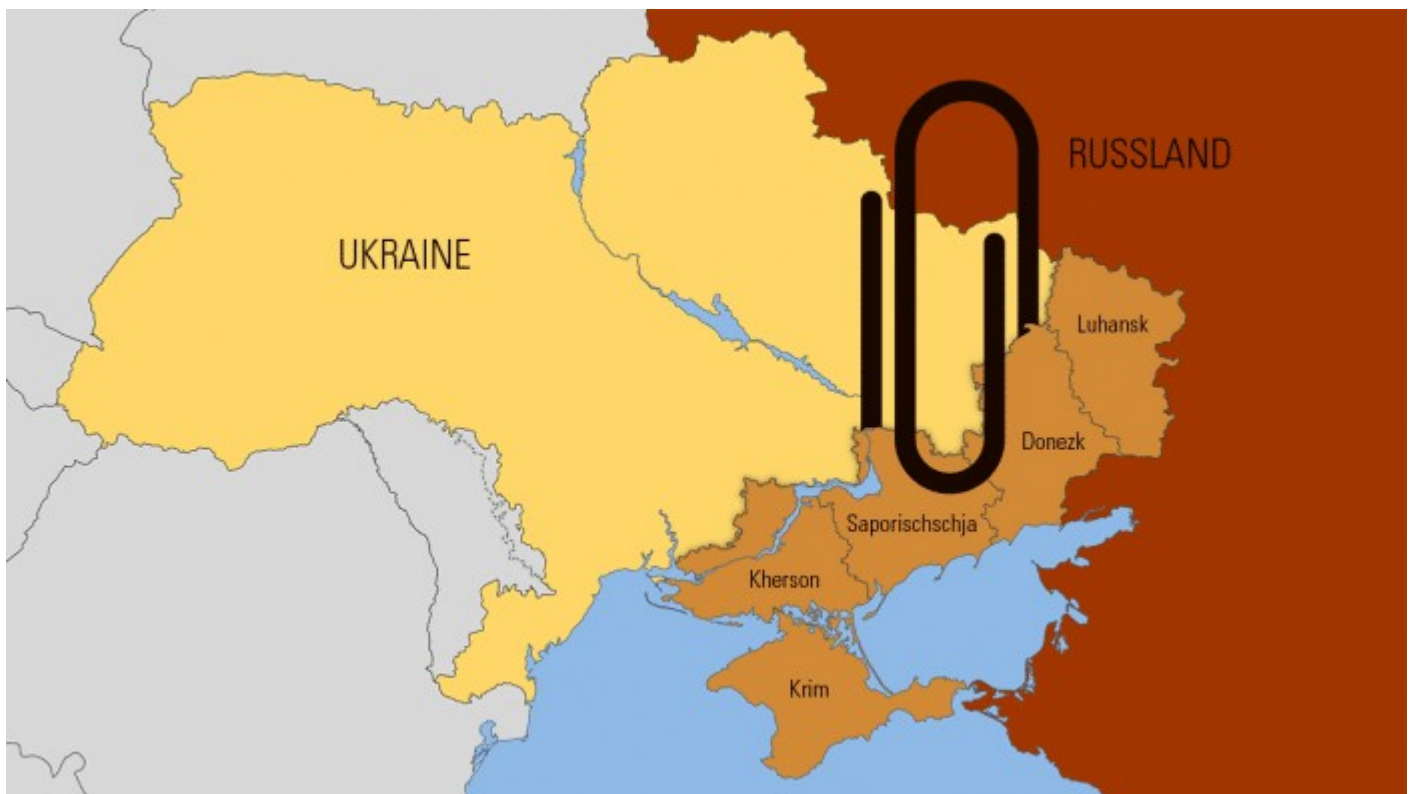 RUSSLAND
UKRAINE
Luhansk
Donezk
Saporischschja
Kherson
Krim